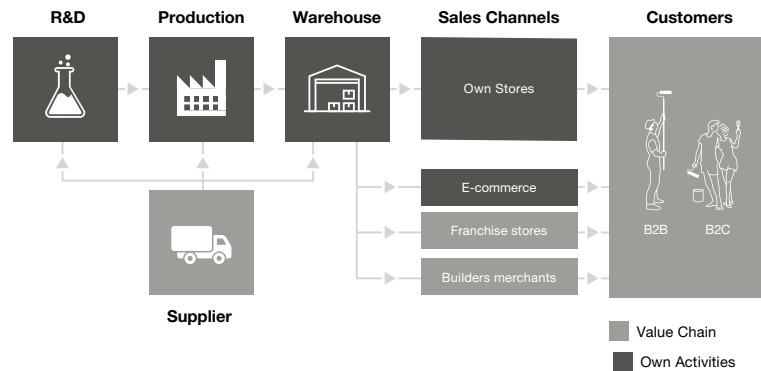 R&D
Production
Warehouse
Sales Channels
Customers
Own Stores
E-commerce
Franchise stores
Builders merchants
B2B
B2C
Supplier
Value Chain
Own Activities